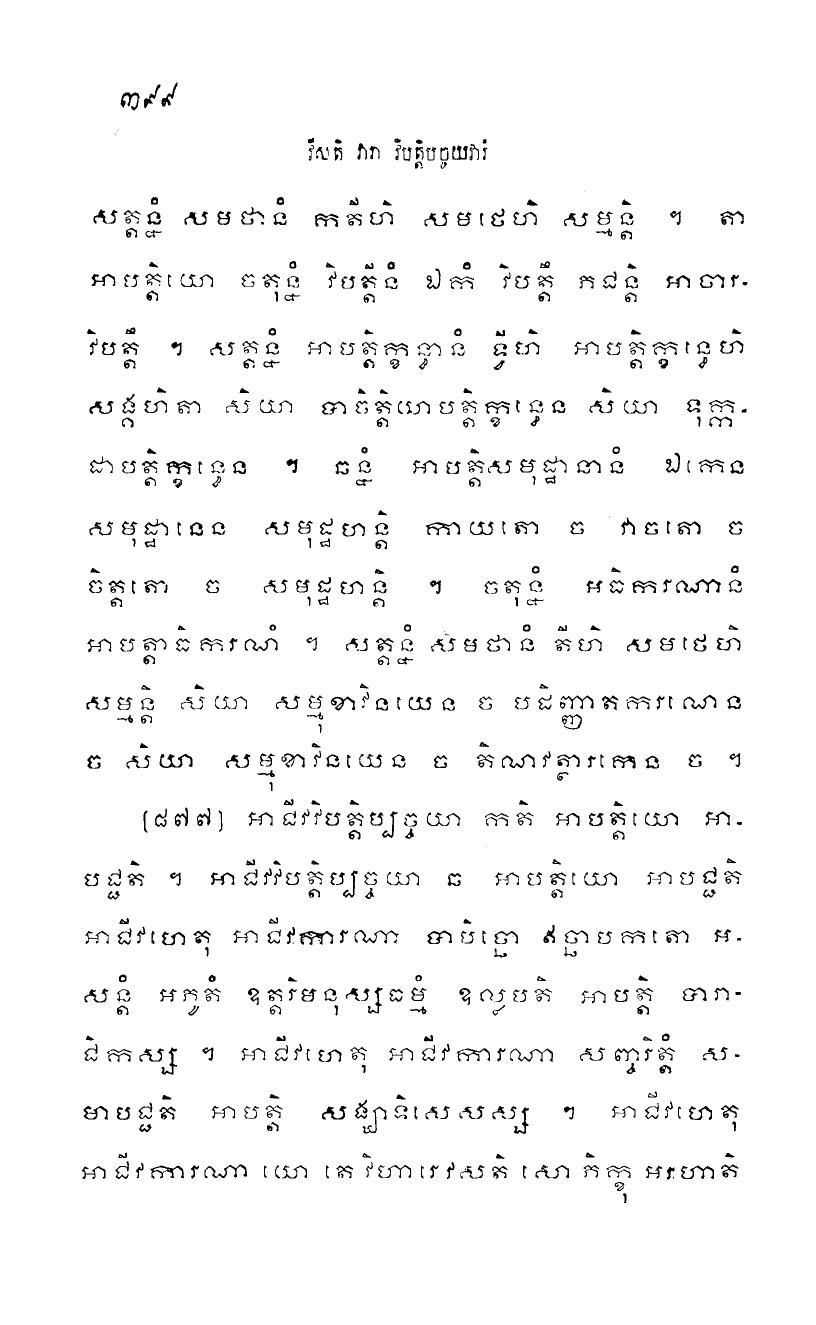 ៣៩៩
វីសតិ វារា វិបត្តិបច្ចយវារំ
សត្តន្នំ សមថានំ កតីហិ សមថេហិ សម្មន្តិ ។ តា
អាបត្តិយោ ចតុន្នំ វិបត្តីនំ ឯកំ វិបត្តឹ ភជន្តិ អាចារ-
វិបត្តឹ ។ សត្តន្នំ អាបត្តិក្ខន្ធានំ ទ្វីហិ អាបត្តិក្ខន្ធេហិ
សង្គហិតា សិយា បាចិត្តិយាបត្តិក្ខន្ធេន សិយា ទុក្ក-
ដាបត្តិក្ខន្ធេន ។ ឆន្នំ អាបត្តិសមុដ្ឋានានំ ឯកេន
សមុដ្ឋានេន សមុដ្ឋហន្តិ កាយតោ ច វាចតោ ច
ចិត្តតោ ច សមុដ្ឋហន្តិ ។ ចតុន្នំ អធិករណានំ
អាបត្តាធិករណំ ។ សត្តន្នំ សមថានំ តីហិ សមថេហិ
សម្មន្តិ សិយា សម្មុខាវិនយេន ច បដិញ្ញាតករណេន
ច សិយា សម្មុខាវិនយេន ច តិណវត្ថារកេន ច ។
(៨៧៧) អាជីវវិបត្តិប្បច្ចយា កតិ អាបត្តិយោ អា-
បជ្ជតិ ។ អាជីវវិបត្តិប្បច្ចយា ឆ អាបត្តិយោ អាបជ្ជតិ
អាជីវហេតុ អាជីវការណា បាបិច្ឆោ ឥច្ឆាបកតោ អ-
សន្តំ អភូតំ ឧត្តរិមនុស្សធម្មំ ឧល្លបតិ អាបត្តិ បារា-
ជិកស្ស ។ អាជីវហេតុ អាជីវការណា សញ្ចរិត្តំ ស-
មាបជ្ជតិ អាបត្តិ សង្ឃាទិសេសស្ស ។ អាជីវហេតុ
អាជីវការណា យោ តេ វិហារេ វសតិ សោ ភិក្ខុ អរហាតិ